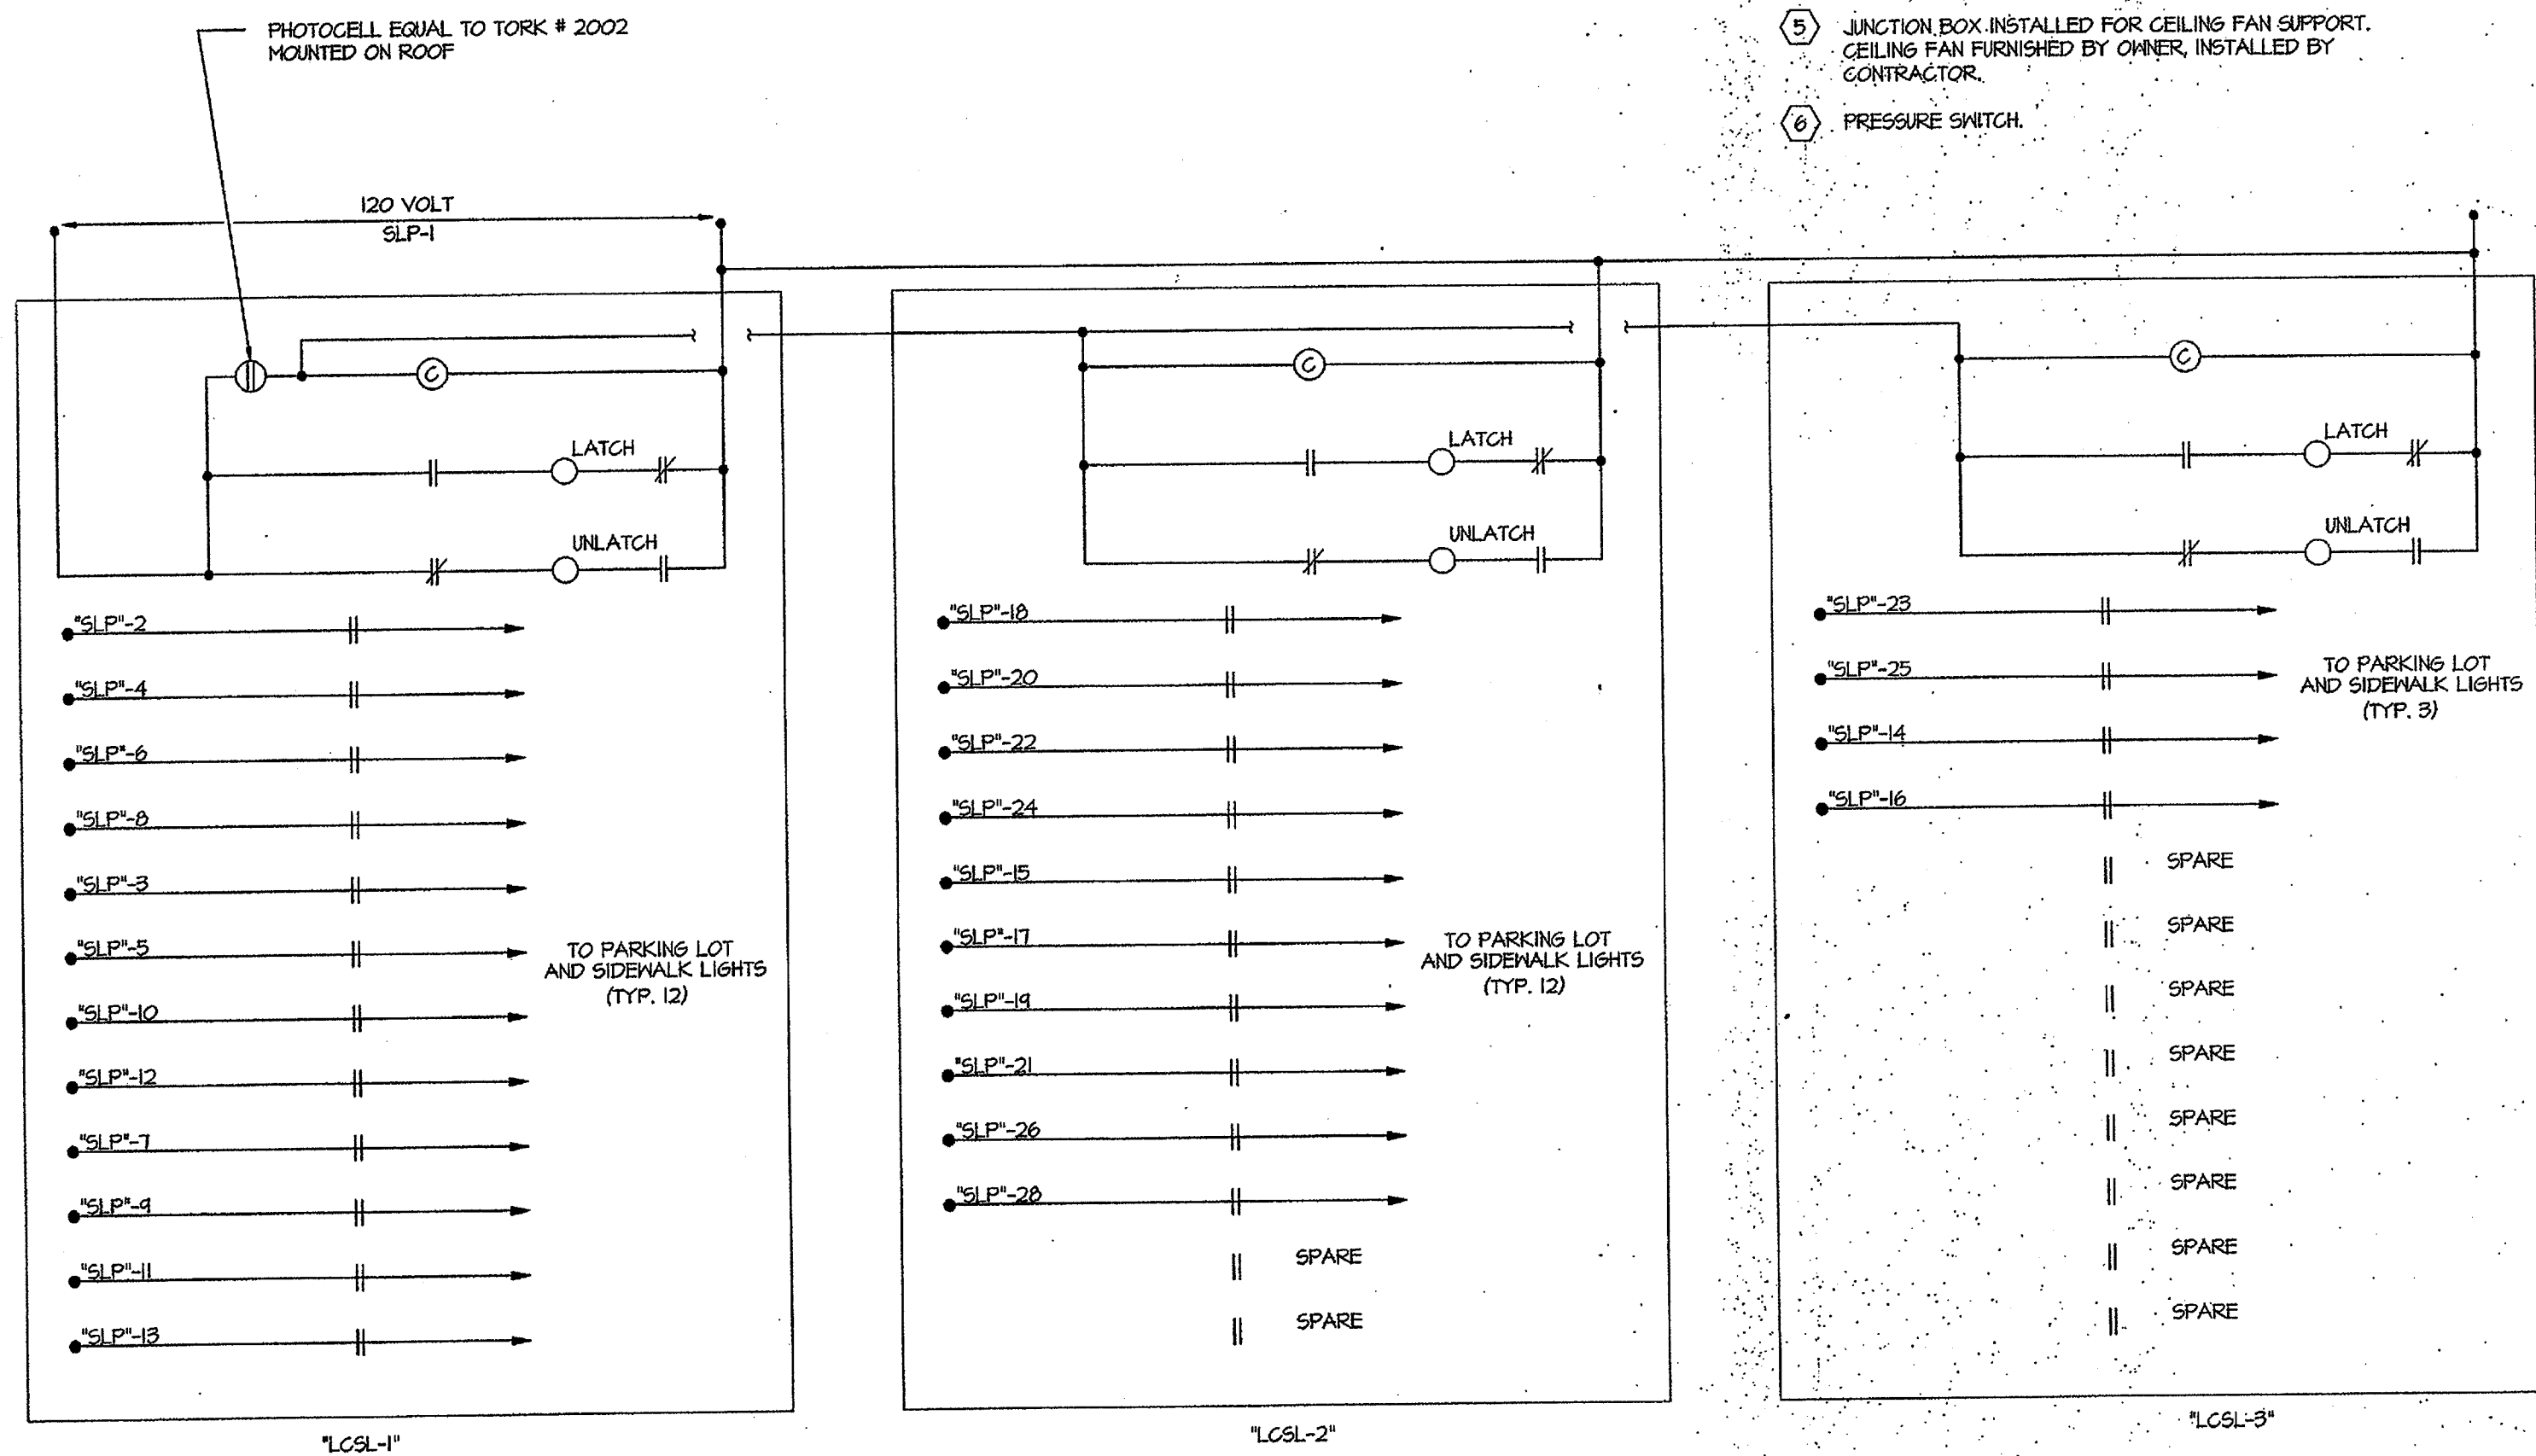 PHOTOCELL EQUAL TO TORK # 2002
MOUNTED ON ROOF
5 JUNCTION BOX INSTALLED FOR CEILING FAN SUPPORT.
CEILING FAN FURNISHED BY OWNER, INSTALLED BY
CONTRACTOR.
6 PRESSURE SWITCH.
120 VOLT
SLP-1
C
LATCH
UNLATCH
"SLP"-2
"SLP"-4
"SLP"-6
"SLP"-8
"SLP"-3
"SLP"-5
"SLP"-10
"SLP"-12
"SLP"-7
"SLP"-9
"SLP"-11
"SLP"-13
TO PARKING LOT
AND SIDEWALK LIGHTS
(TYP. 12)
"LCSL-1"
C
LATCH
UNLATCH
"SLP"-18
"SLP"-20
"SLP"-22
"SLP"-24
"SLP"-15
"SLP"-17
"SLP"-19
"SLP"-21
"SLP"-26
"SLP"-28
SPARE
SPARE
TO PARKING LOT
AND SIDEWALK LIGHTS
(TYP. 12)
"LCSL-2"
C
LATCH
UNLATCH
"SLP"-23
"SLP"-25
"SLP"-14
"SLP"-16
TO PARKING LOT
AND SIDEWALK LIGHTS
(TYP. 3)
SPARE
SPARE
SPARE
SPARE
SPARE
SPARE
SPARE
SPARE
"LCSL-3"